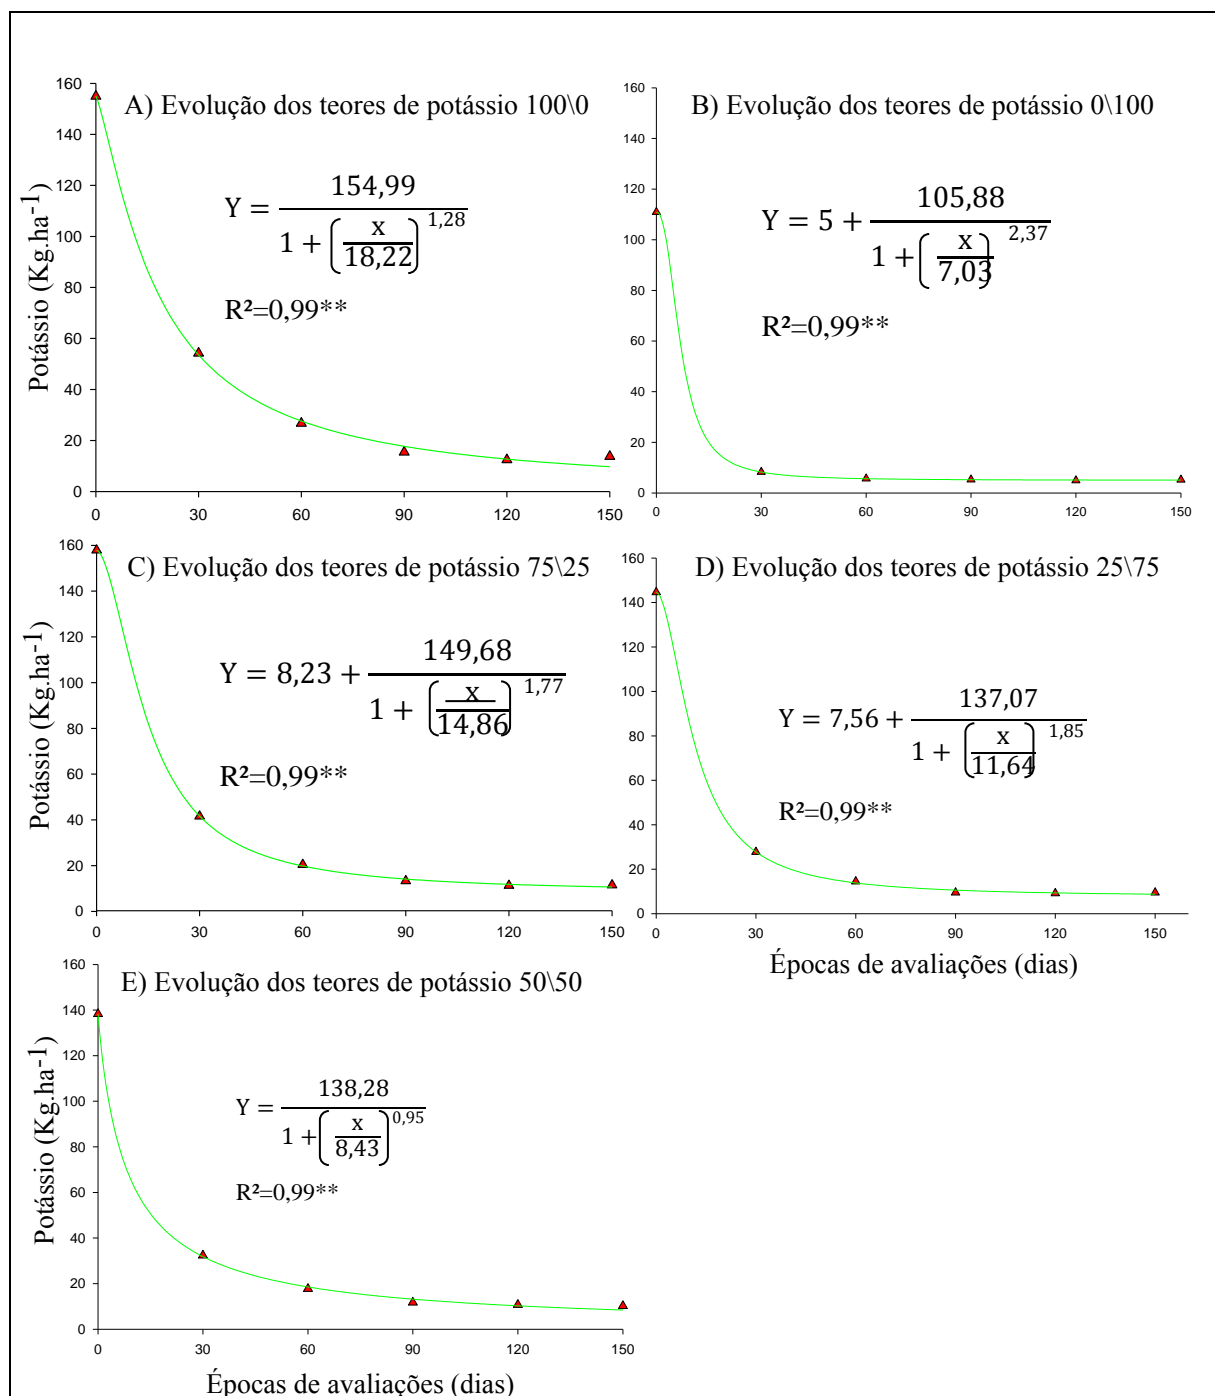 A) Evolução dos teores de potássio 100\0
Potássio (Kg.ha-1)
160
140
120
100
80
60
40
20
0
Y = 154,99 / 1 + (x / 18,22) 1,28
R²=0,99**
0 30 60 90 120 150
B) Evolução dos teores de potássio 0\100
160
140
120
100
80
60
40
20
0
Y = 5 + 105,88 / 1 + (x / 7,03) 2,37
R²=0,99**
0 30 60 90 120 150
C) Evolução dos teores de potássio 75\25
Potássio (Kg.ha-1)
160
140
120
100
80
60
40
20
0
Y = 8,23 + 149,68 / 1 + (x / 14,86) 1,77
R²=0,99**
0 30 60 90 120 150
D) Evolução dos teores de potássio 25\75
160
140
120
100
80
60
40
20
0
Y = 7,56 + 137,07 / 1 + (x / 11,64) 1,85
R²=0,99**
0 30 60 90 120 150
Épocas de avaliações (dias)
E) Evolução dos teores de potássio 50\50
Potássio (Kg.ha-1)
160
140
120
100
80
60
40
20
0
Y = 138,28 / 1 + (x / 8,43) 0,95
R²=0,99**
0 30 60 90 120 150
Épocas de avaliações (dias)